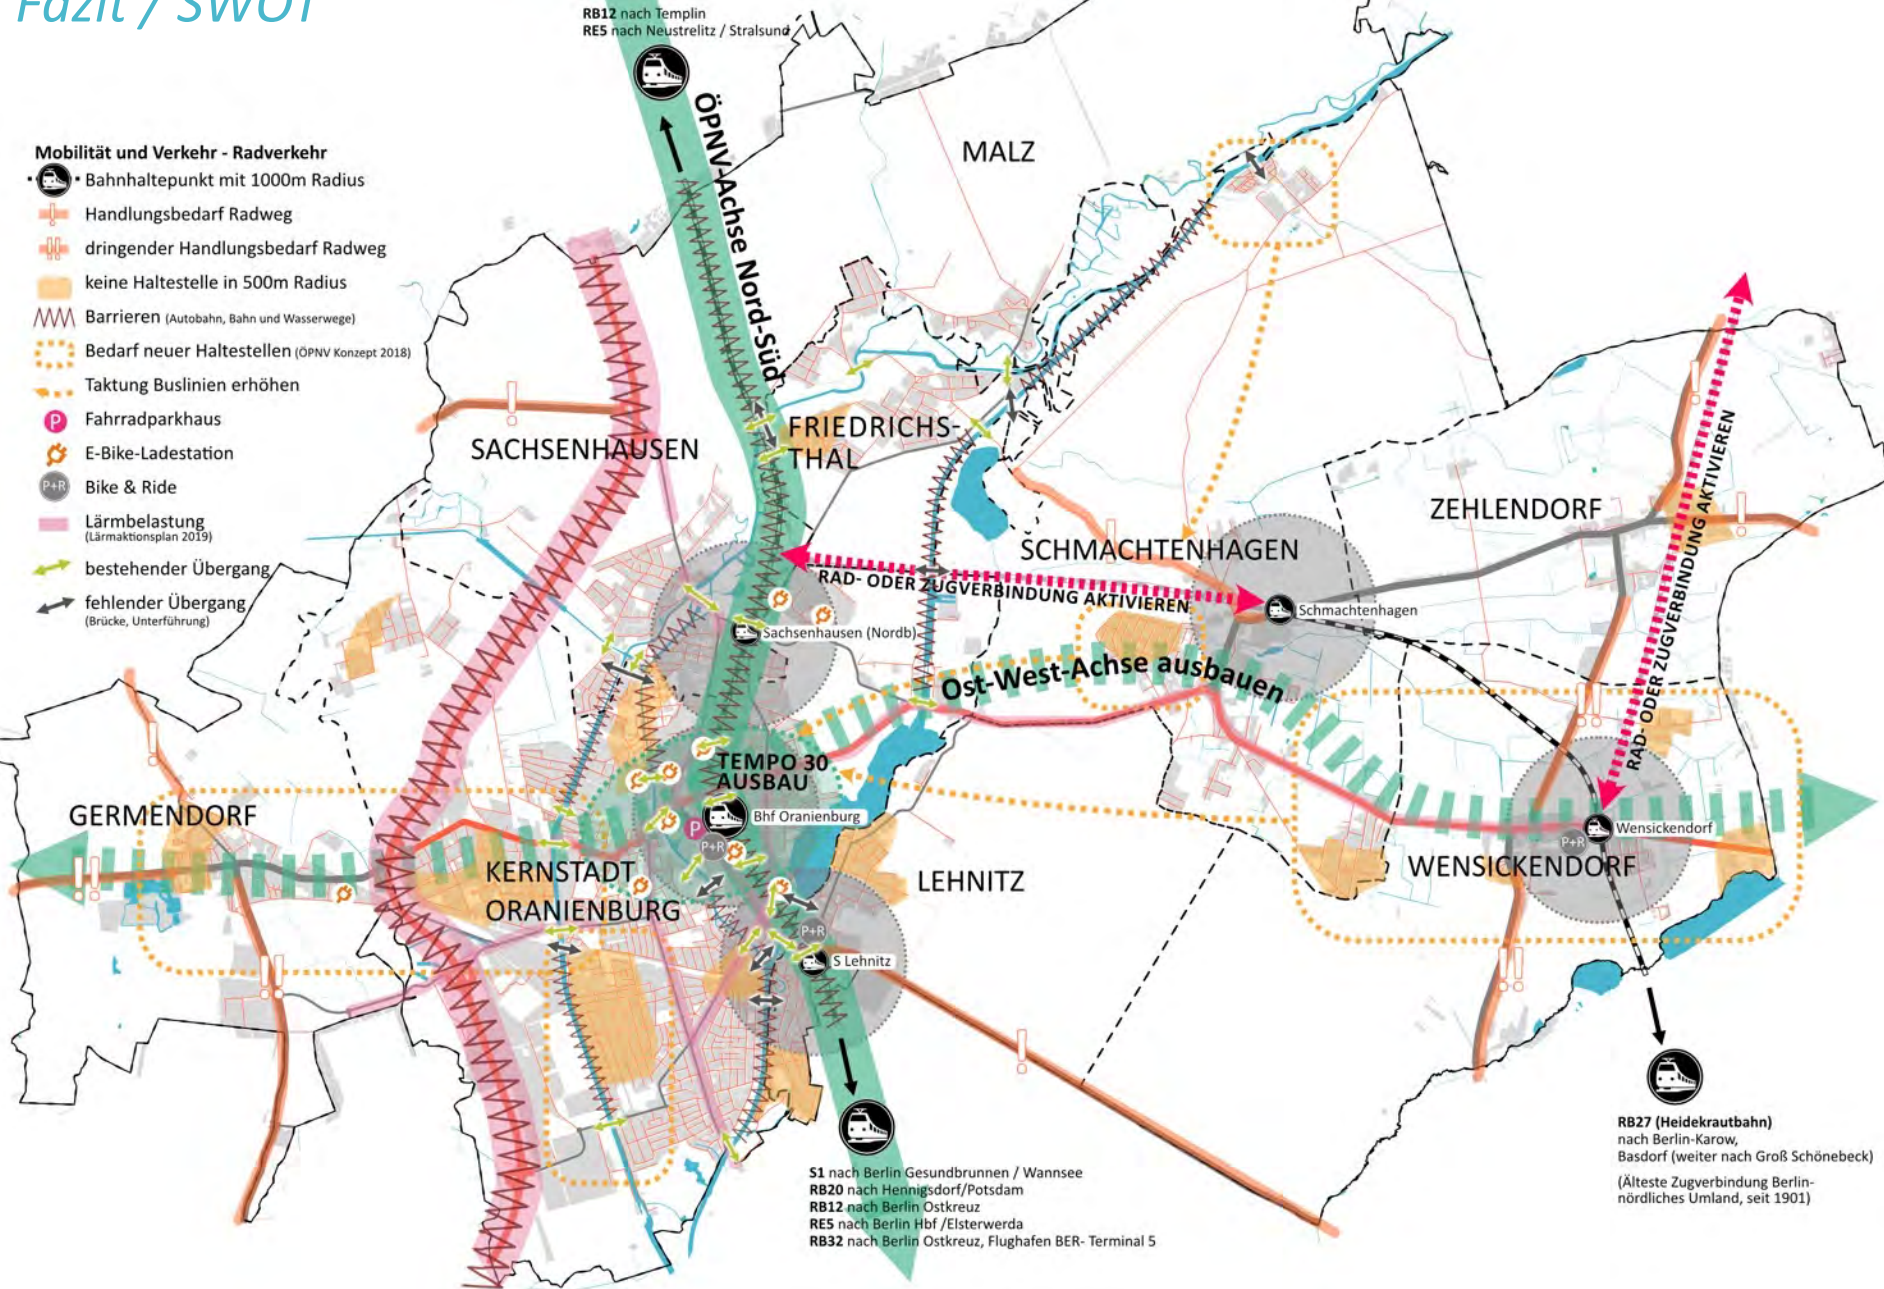 Fazit / SWOT
RB12 nach Templin
RE5 nach Neustrelitz / Stralsund
Mobilität und Verkehr - Radverkehr
Bahnhaltepunkt mit 1000m Radius
Handlungsbedarf Radweg
dringender Handlungsbedarf Radweg
keine Haltestelle in 500m Radius
Barrieren (Autobahn, Bahn und Wasserwege)
Bedarf neuer Haltestellen (ÖPNV Konzept 2018)
Taktung Buslinien erhöhen
P Fahrradparkhaus
E-Bike-Ladestation
P+R Bike & Ride
Lärmbelastung
(Lärmaktionsplan 2019)
bestehender Übergang
fehlender Übergang
(Brücke, Unterführung)
ÖPNV-Achse Nord-Süd
MALZ
SACHSENHAUSEN
FRIEDRICHS-
THAL
ZEHLENDORF
SCHMACHTENHAGEN
RAD- ODER ZUGVERBINDUNG AKTIVIEREN
Schmachtenhagen
RAD- ODER ZUGVERBINDUNG AKTIVIEREN
Sachsenhausen (Nordb)
Ost-West-Achse ausbauen
TEMPO 30
AUSBAU
GERMENDORF
Bhf Oranienburg
P
P+R
Wensickendorf
P+R
WENSICKENDORF
KERNSTADT
ORANIENBURG
LEHNITZ
P+R
S Lehnitz
S1 nach Berlin Gesundbrunnen / Wannsee
RB20 nach Hennigsdorf/Potsdam
RB12 nach Berlin Ostkreuz
RE5 nach Berlin Hbf /Elsterwerda
RB32 nach Berlin Ostkreuz, Flughafen BER- Terminal 5
RB27 (Heidekrautbahn)
nach Berlin-Karow,
Basdorf (weiter nach Groß Schönebeck)
(Älteste Zugverbindung Berlin-
nördliches Umland, seit 1901)